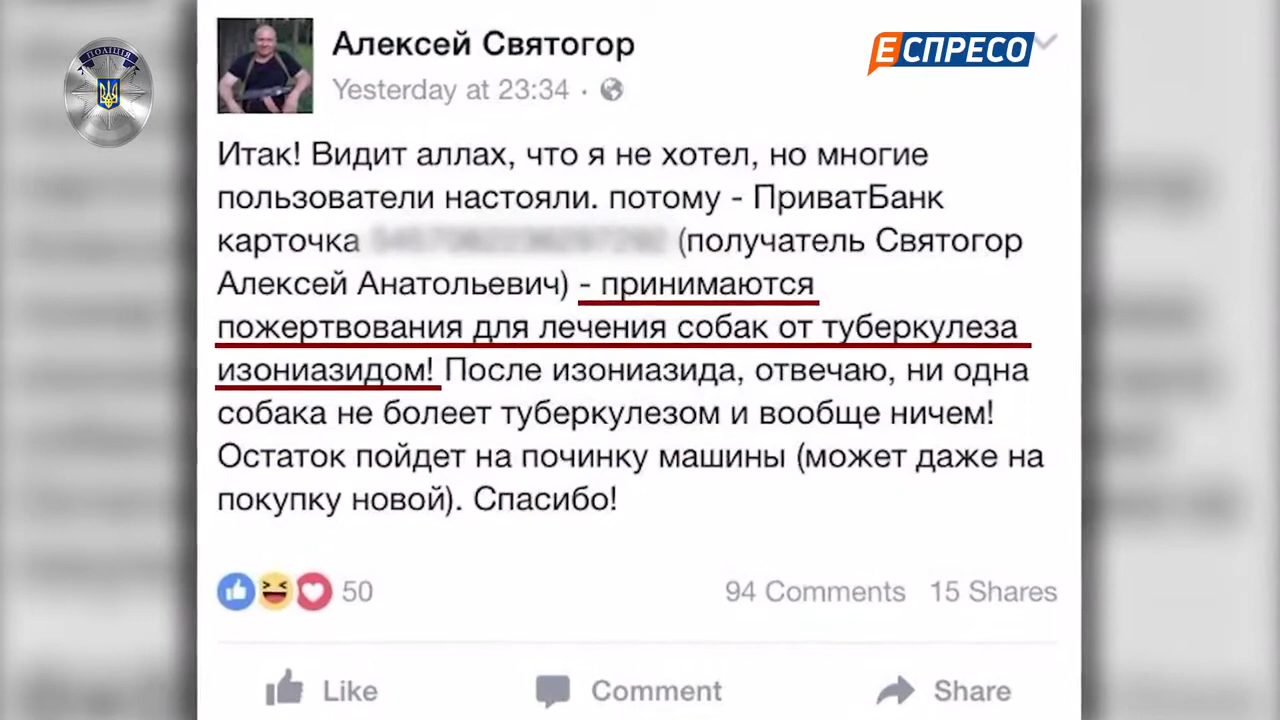 ПОЛІЦІЯ
ЕСПРЕСО
Алексей Святогор
Yesterday at 23:34 ·
Итак! Видит аллах, что я не хотел, но многие
пользователи настояли. потому - ПриватБанк
карточка (получатель Святогор
Алексей Анатольевич) - принимаются
пожертвования для лечения собак от туберкулеза
изониазидом! После изониазида, отвечаю, ни одна
собака не болеет туберкулезом и вообще ничем!
Остаток пойдет на починку машины (может даже на
покупку новой). Спасибо!
50
94 Comments 15 Shares
Like Comment Share